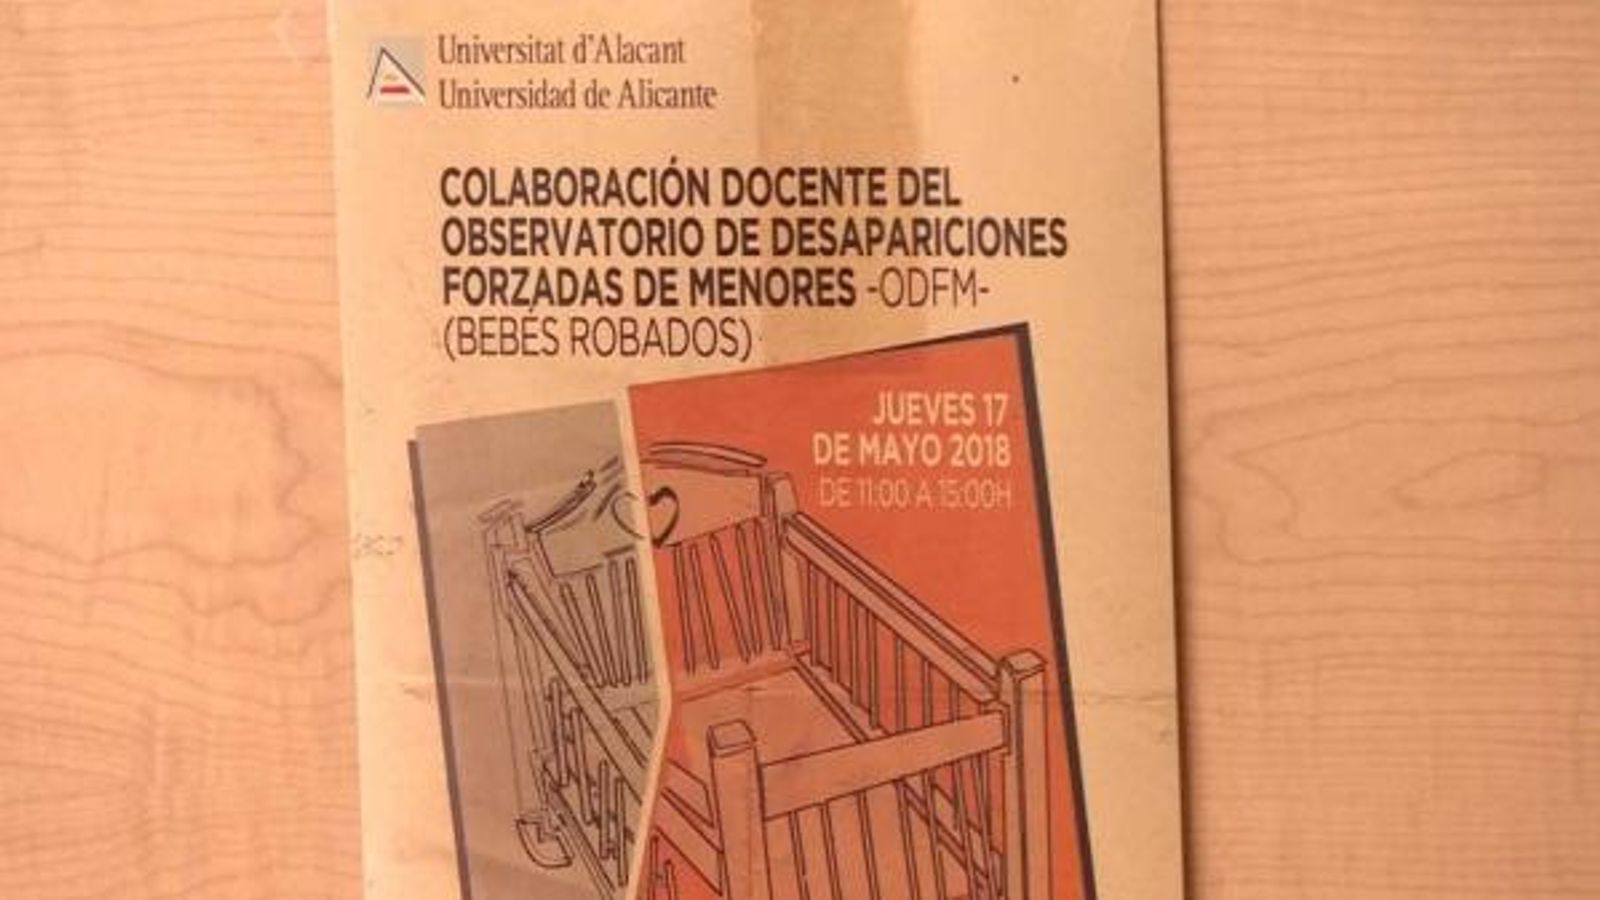 Universitat d'Alacant
Universidad de Alicante
COLABORACIÓN DOCENTE DEL
OBSERVATORIO DE DESAPARICIONES
FORZADAS DE MENORES -ODFM-
(BEBÉS ROBADOS)
JUEVES 17
DE MAYO 2018
DE 11:00 A 15:00H